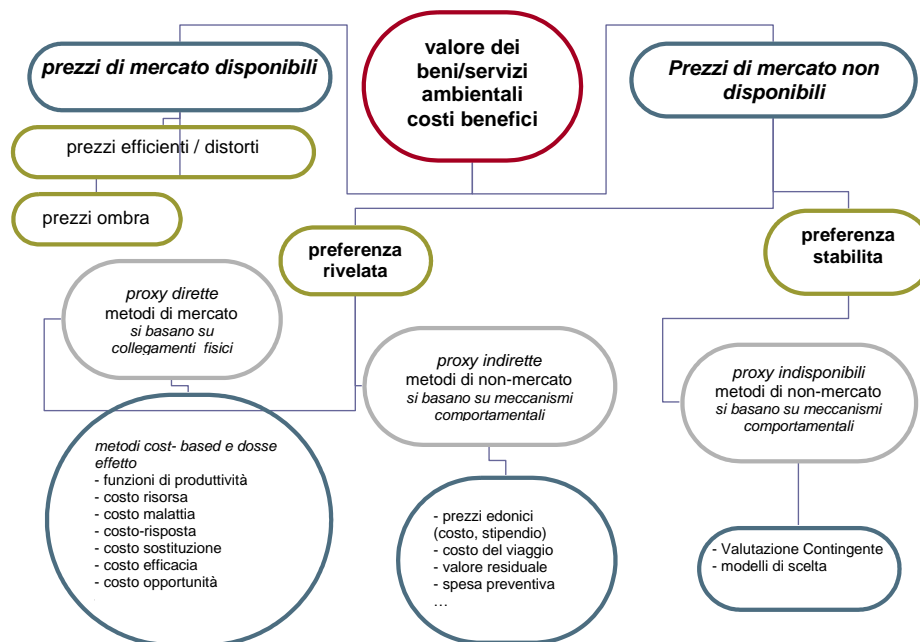 prezzi di mercato disponibili
valore dei
beni/servizi
ambientali
costi benefici
Prezzi di mercato non
disponibili
prezzi efficienti / distorti
prezzi ombra
preferenza
rivelata
preferenza
stabilita
proxy dirette
metodi di mercato
si basano su
collegamenti fisici
proxy indirette
metodi di non-mercato
si basano su meccanismi
comportamentali
proxy indisponibili
metodi di non-mercato
si basano su meccanismi
comportamentali
metodi cost- based e dosse
effetto
- funzioni di produttività
- costo risorsa
- costo malattia
- costo-risposta
- costo sostituzione
- costo efficacia
- costo opportunità
- prezzi edonici
(costo, stipendio)
- costo del viaggio
- valore residuale
- spesa preventiva
…
- Valutazione Contingente
- modelli di scelta